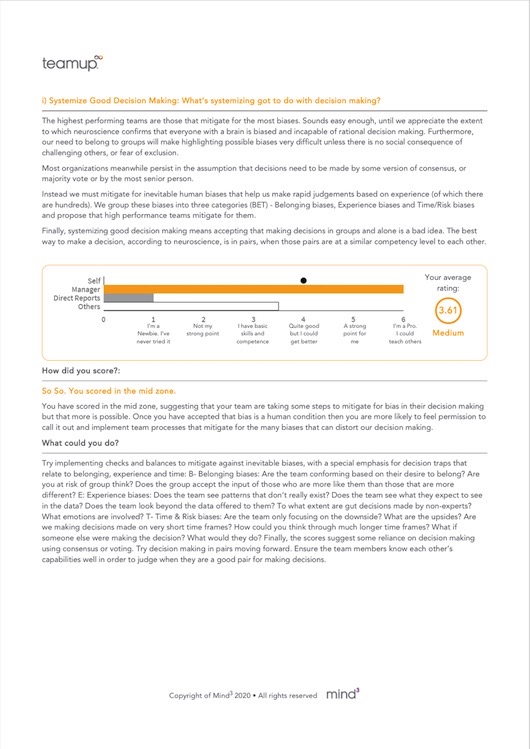 teamup
i) Systemize Good Decision Making: What's systemizing got to do with decision making?
The highest performing teams are those that mitigate for the most biases. Sounds easy enough, until we appreciate the extent
to which neuroscience confirms that everyone with a brain is biased and incapable of rational decision making. Furthermore,
our need to belong to groups will make highlighting possible biases very difficult unless there is no social consequence of
challenging others, or fear of exclusion.
Most organizations meanwhile persist in the assumption that decisions need to be made by some version of consensus, or
majority vote or by the most senior person.
Instead we must mitigate for inevitable human biases that help us make rapid judgements based on experience (of which there
are hundreds). We group these biases into three categories (BET) - Belonging biases, Experience biases and Time/Risk biases
and propose that high performance teams mitigate for them.
Finally, systemizing good decision making means accepting that making decisions in groups and alone is a bad idea. The best
way to make a decision, according to neuroscience, is in pairs, when those pairs are at a similar competency level to each other.
Self
Manager
Direct Reports
Others
0 1 2 3 4 5 6
I'm a Newbie. I've never tried it
Not my strong point
I have basic skills and competence
Quite good but I could get better
A strong point for me
I'm a Pro. I could teach others
Your average
rating:
3.61
Medium
How did you score?:
So So. You scored in the mid zone.
You have scored in the mid zone, suggesting that your team are taking some steps to mitigate for bias in their decision making
but that more is possible. Once you have accepted that bias is a human condition then you are more likely to feel permission to
call it out and implement team processes that mitigate for the many biases that can distort our decision making.
What could you do?
Try implementing checks and balances to mitigate against inevitable biases, with a special emphasis for decision traps that
relate to belonging, experience and time: B- Belonging biases: Are the team conforming based on their desire to belong? Are
you at risk of group think? Does the group accept the input of those who are more like them than those that are more
different? E: Experience biases: Does the team see patterns that don't really exist? Does the team see what they expect to see
in the data? Does the team look beyond the data offered to them? To what extent are gut decisions made by non-experts?
What emotions are involved? T- Time & Risk biases: Are the team only focusing on the downside? What are the upsides? Are
we making decisions made on very short time frames? How could you think through much longer time frames? What if
someone else were making the decision? What would they do? Finally, the scores suggest some reliance on decision making
using consensus or voting. Try decision making in pairs moving forward. Ensure the team members know each other's
capabilities well in order to judge when they are a good pair for making decisions.
Copyright of Mind3 2020 • All rights reserved mind3